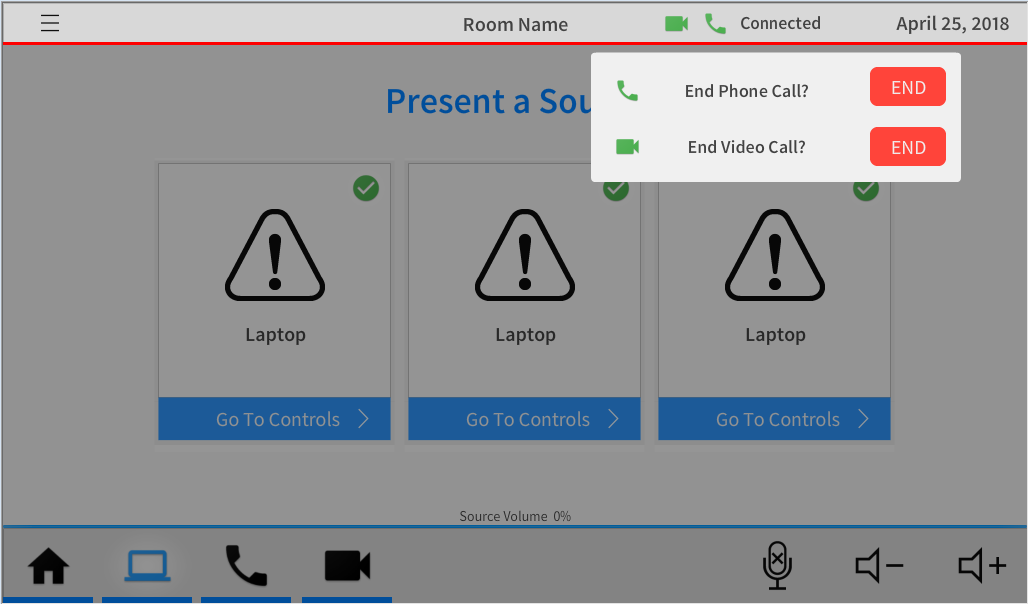 Room Name
Connected
April 25, 2018
Present a Sou
End Phone Call?
END
End Video Call?
END
Laptop
Laptop
Laptop
Go To Controls
Go To Controls
Go To Controls
Source Volume 0%